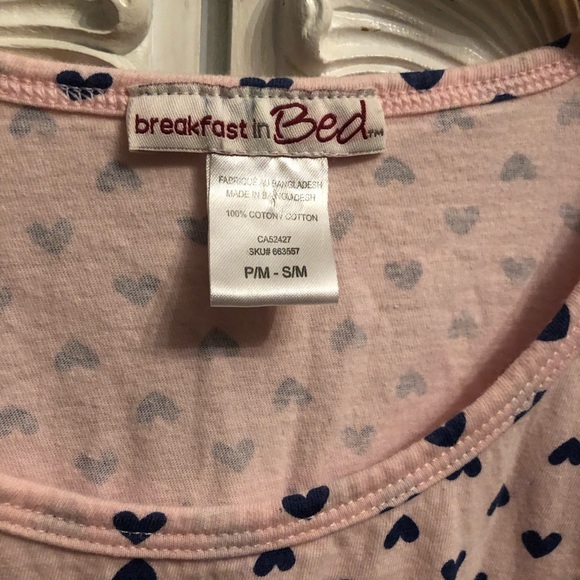 breakfast in Bed™
FABRIQUÉ AU BANGLADESH
MADE IN BANGLADESH
100% COTON / COTTON
CA52427
SKU# 663557
P/M - S/M